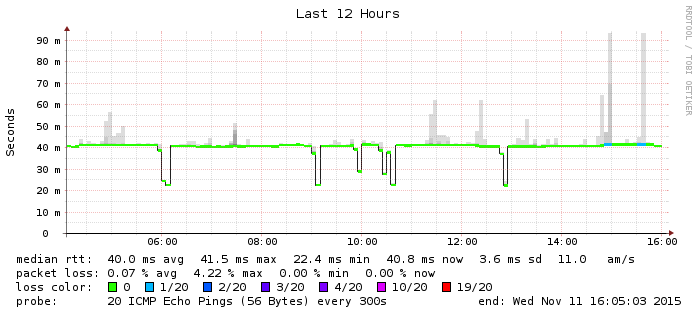 Last 12 Hours
RRDTOOL / TOBI OETIKER
Seconds
90 m
80 m
70 m
60 m
50 m
40 m
30 m
20 m
10 m
0
06:00 08:00 10:00 12:00 14:00 16:00
median rtt: 40.0 ms avg 41.5 ms max 22.4 ms min 40.8 ms now 3.6 ms sd 11.0 am/s
packet loss: 0.07 % avg 4.22 % max 0.00 % min 0.00 % now
loss color: 0 1/20 2/20 3/20 4/20 10/20 19/20
probe: 20 ICMP Echo Pings (56 Bytes) every 300s end: Wed Nov 11 16:05:03 2015